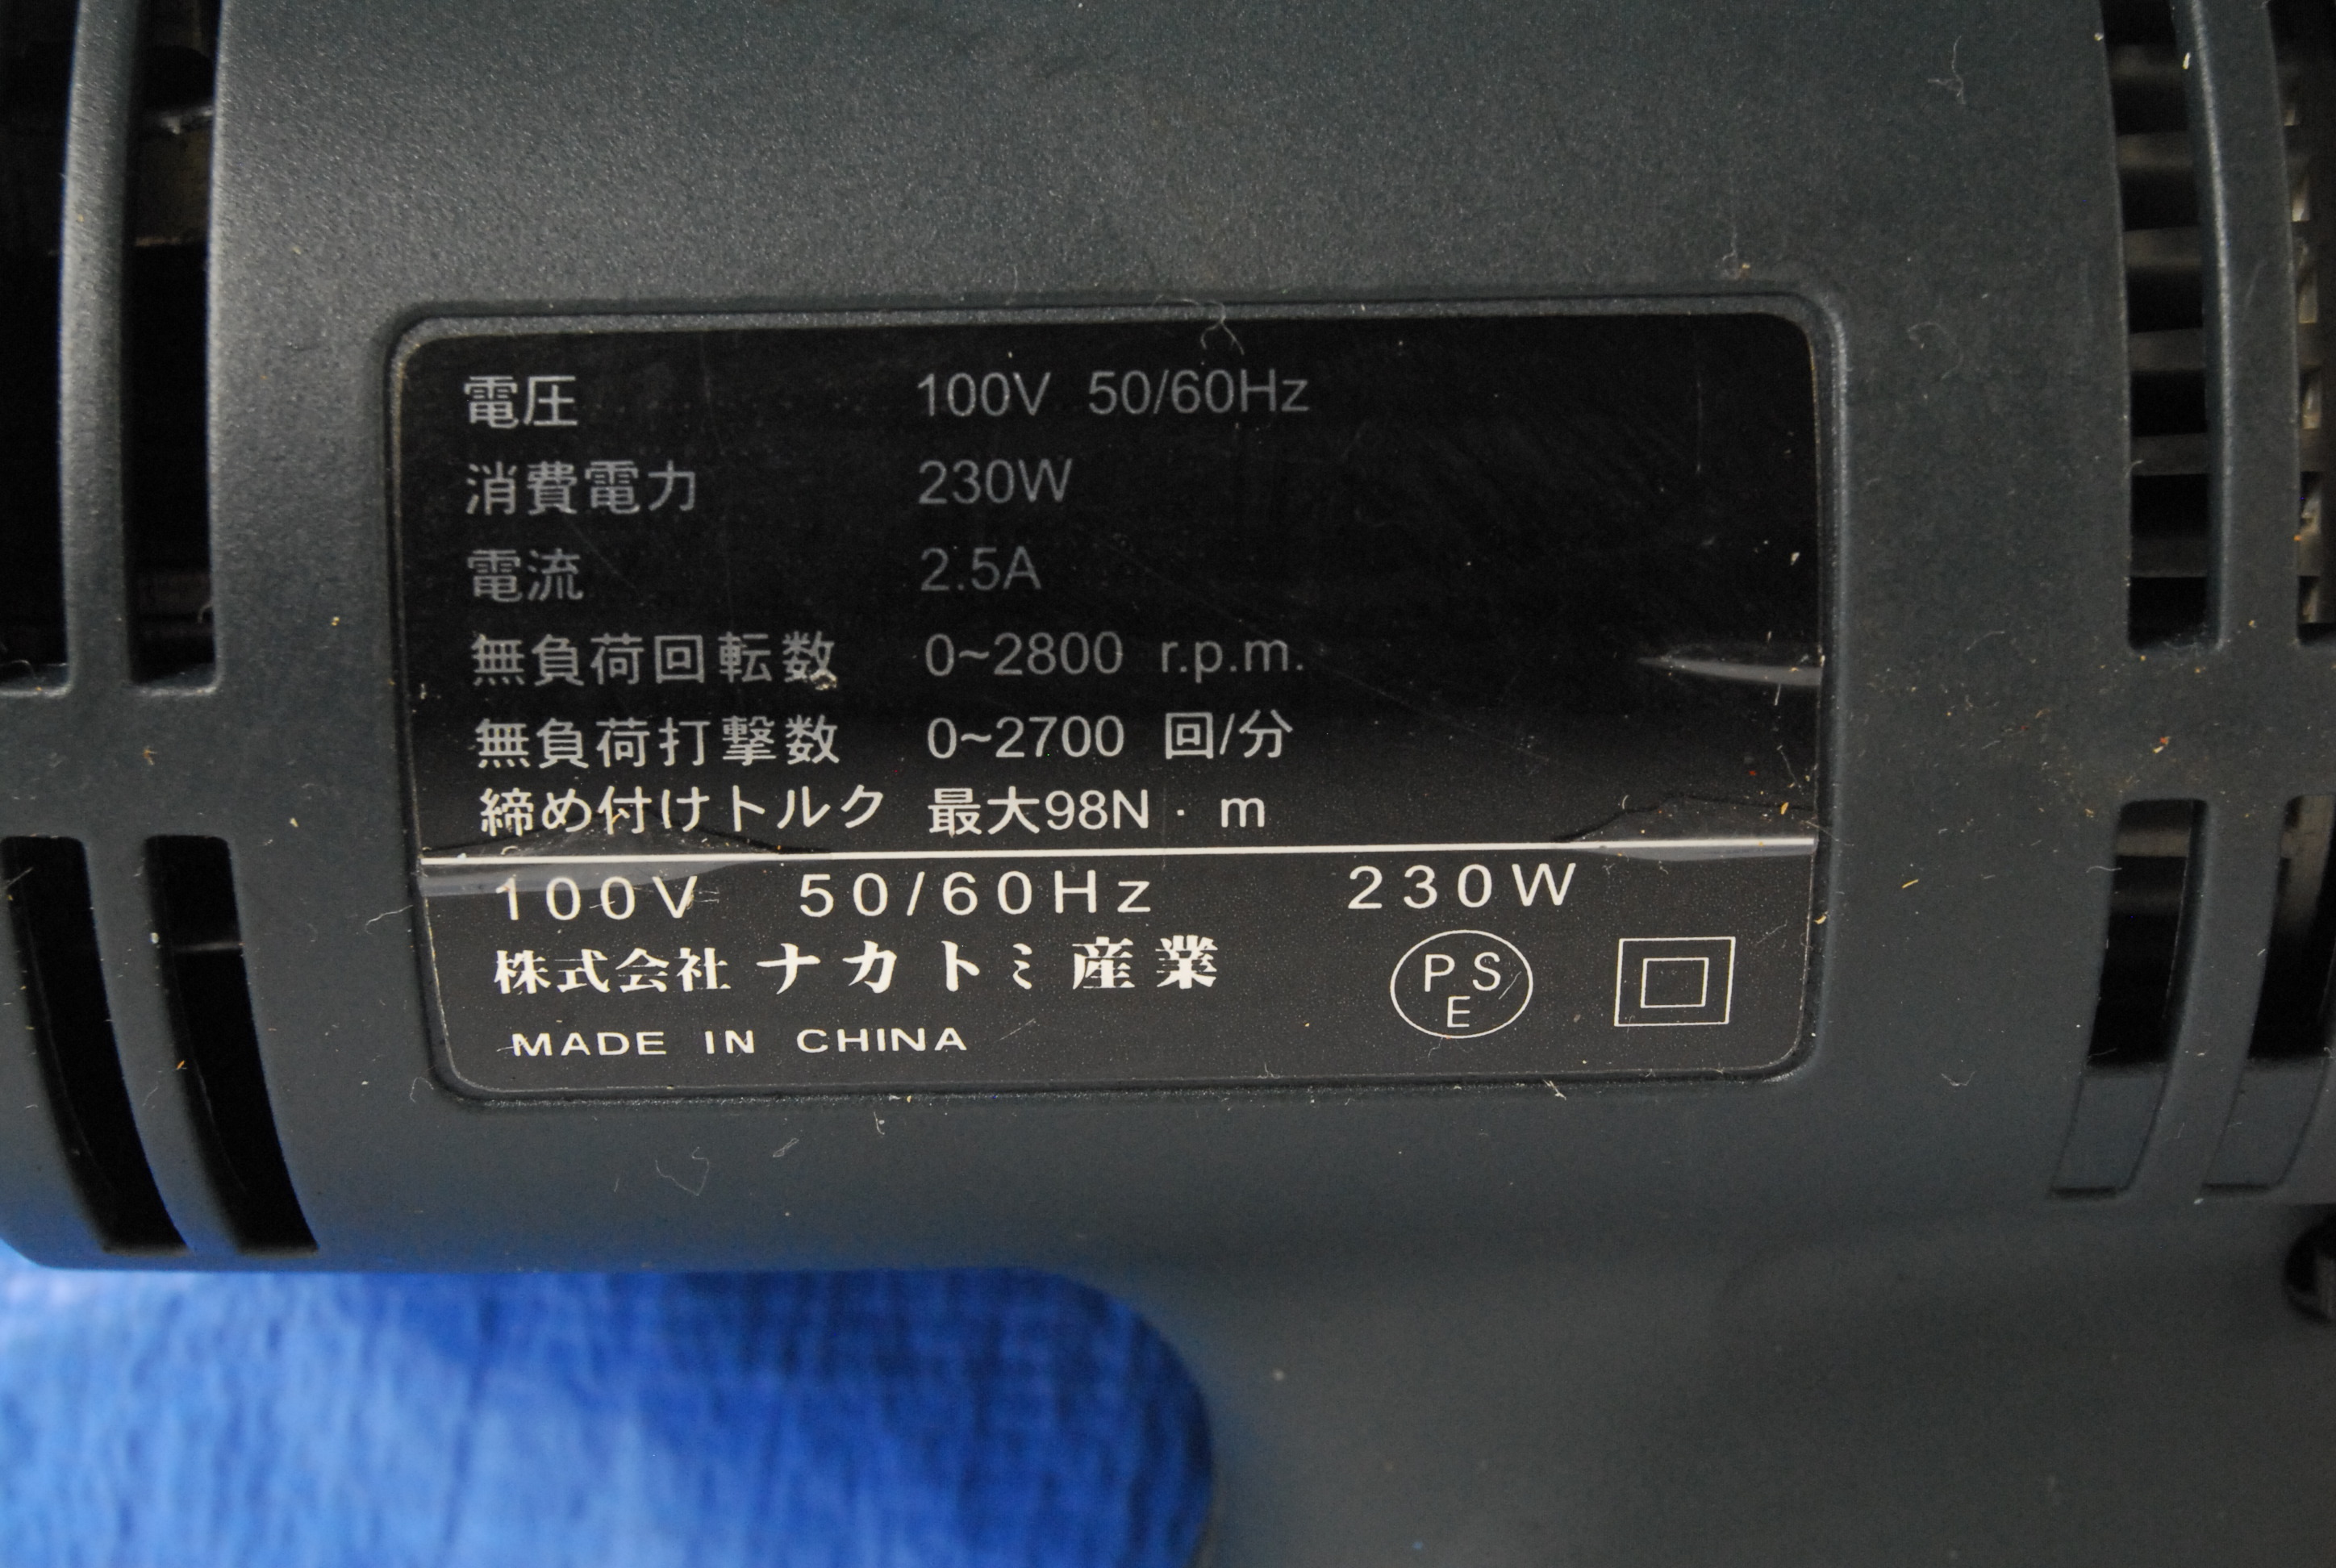 電圧 100V 50/60Hz
消費電力 230W
電流 2.5A
無負荷回転数 0~2800 r.p.m.
無負荷打撃数 0~2700 回/分
締め付けトルク 最大98N・m
100V 50/60Hz 230W
株式会社 ナカトミ産業
PSE
MADE IN CHINA